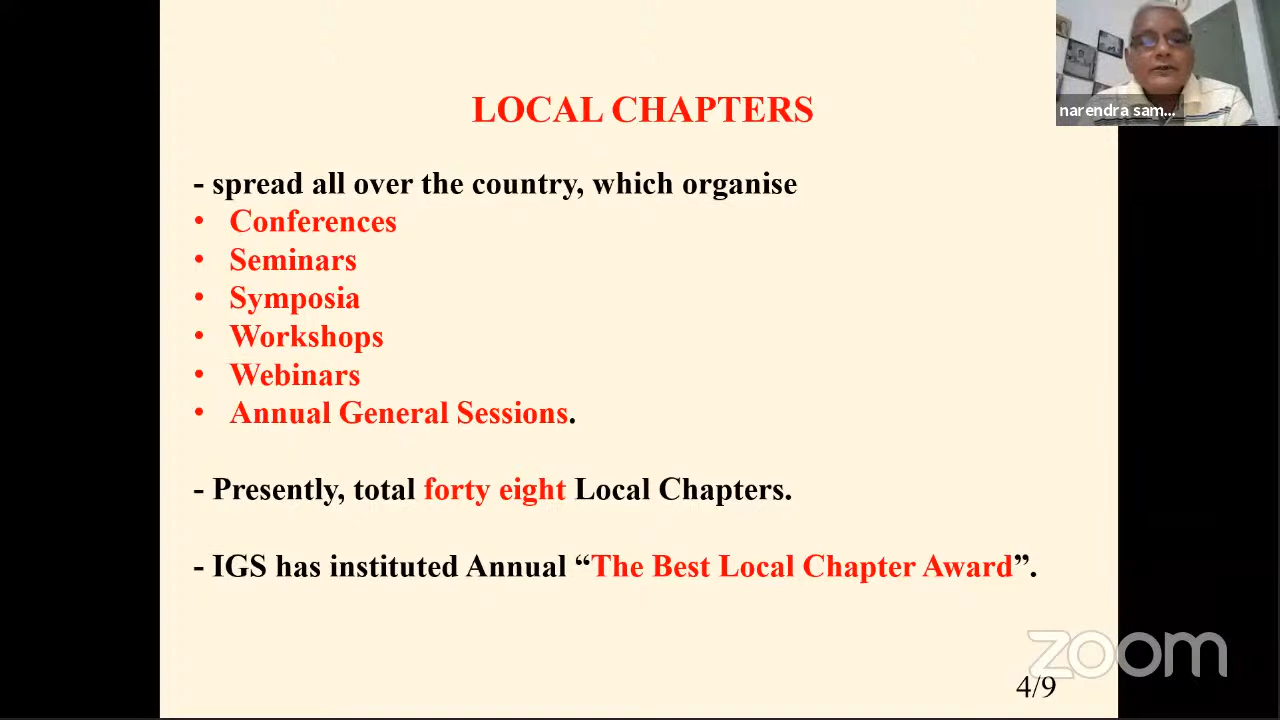 LOCAL CHAPTERS
narendra sam...
- spread all over the country, which organise
• Conferences
• Seminars
• Symposia
• Workshops
• Webinars
• Annual General Sessions.
- Presently, total forty eight Local Chapters.
- IGS has instituted Annual “The Best Local Chapter Award”.
zoom
4/9